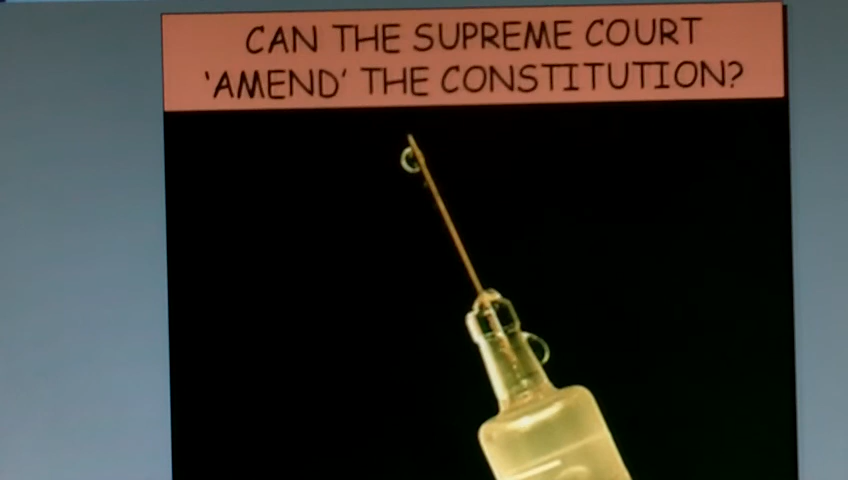 CAN THE SUPREME COURT
'AMEND' THE CONSTITUTION?